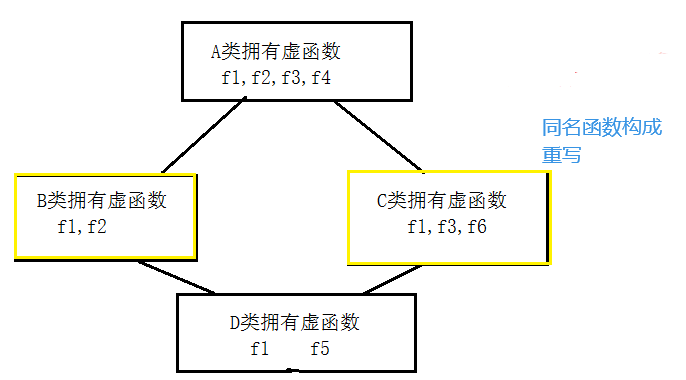 A类拥有虚函数
f1,f2,f3,f4
同名函数构成
重写
B类拥有虚函数
f1,f2
C类拥有虚函数
f1,f3,f6
D类拥有虚函数
f1 f5